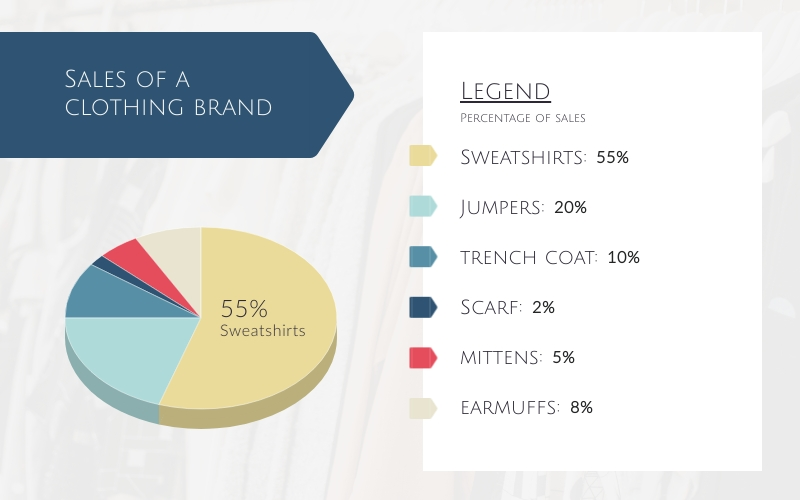 Sales of a
clothing brand
Legend
Percentage of sales
Sweatshirts: 55%
Jumpers: 20%
trench coat: 10%
Scarf: 2%
mittens: 5%
earmuffs: 8%
55%
Sweatshirts